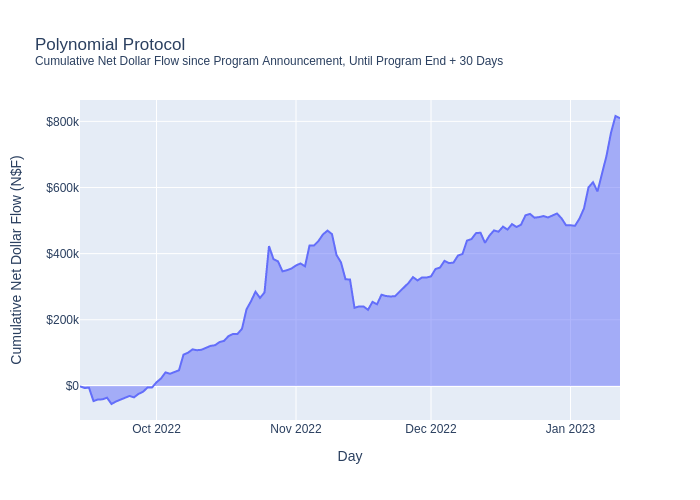 Polynomial Protocol
Cumulative Net Dollar Flow since Program Announcement, Until Program End + 30 Days
Cumulative Net Dollar Flow (N$F)
$800k
$600k
$400k
$200k
$0
Oct 2022
Nov 2022
Dec 2022
Jan 2023
Day